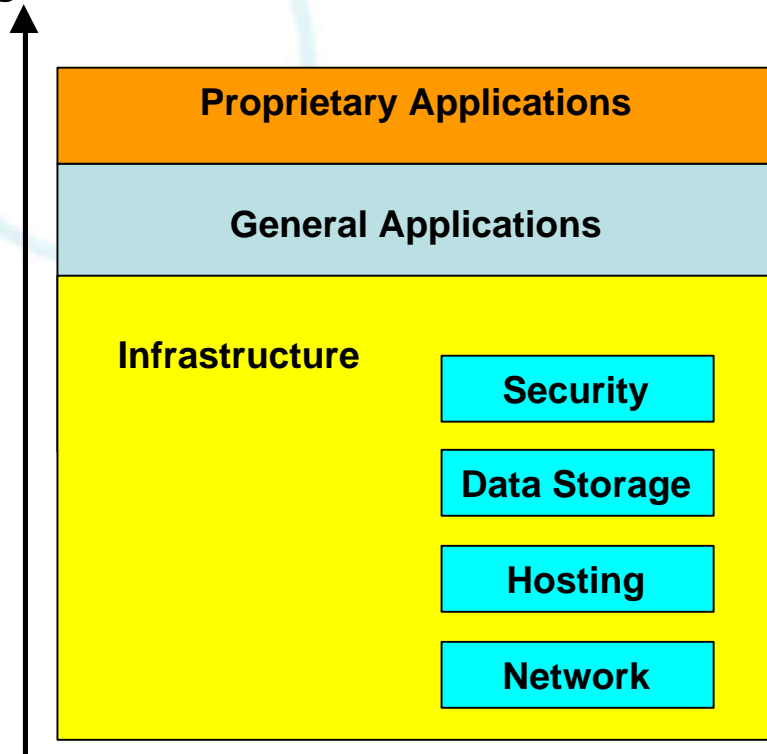 Proprietary Applications
General Applications
Infrastructure
Security
Data Storage
Hosting
Network